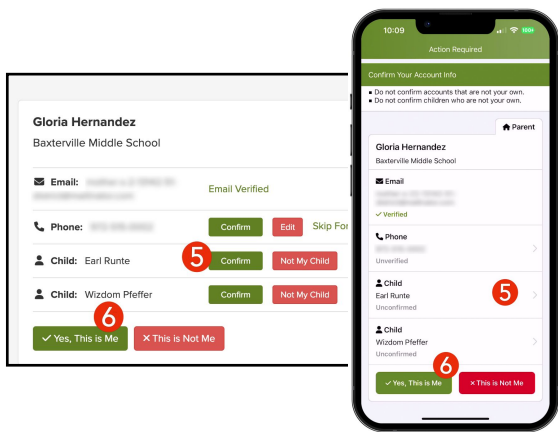 Gloria Hernandez
Baxterville Middle School
Email:
Email Verified
Phone:
Confirm
Edit
Skip For
Child: Earl Runte
5
Confirm
Not My Child
Child: Wizdom Pfeffer
Confirm
Not My Child
6
✓ Yes, This is Me
× This is Not Me
10:09
Action Required
Confirm Your Account Info
▪ Do not confirm accounts that are not your own.
▪ Do not confirm children who are not your own.
Parent
Gloria Hernandez
Baxterville Middle School
Email
✓ Verified
Phone
Unverified
Child
Earl Runte
Unconfirmed
5
Child
Wizdom Pfeffer
Unconfirmed
6
✓ Yes, This is Me
× This is Not Me